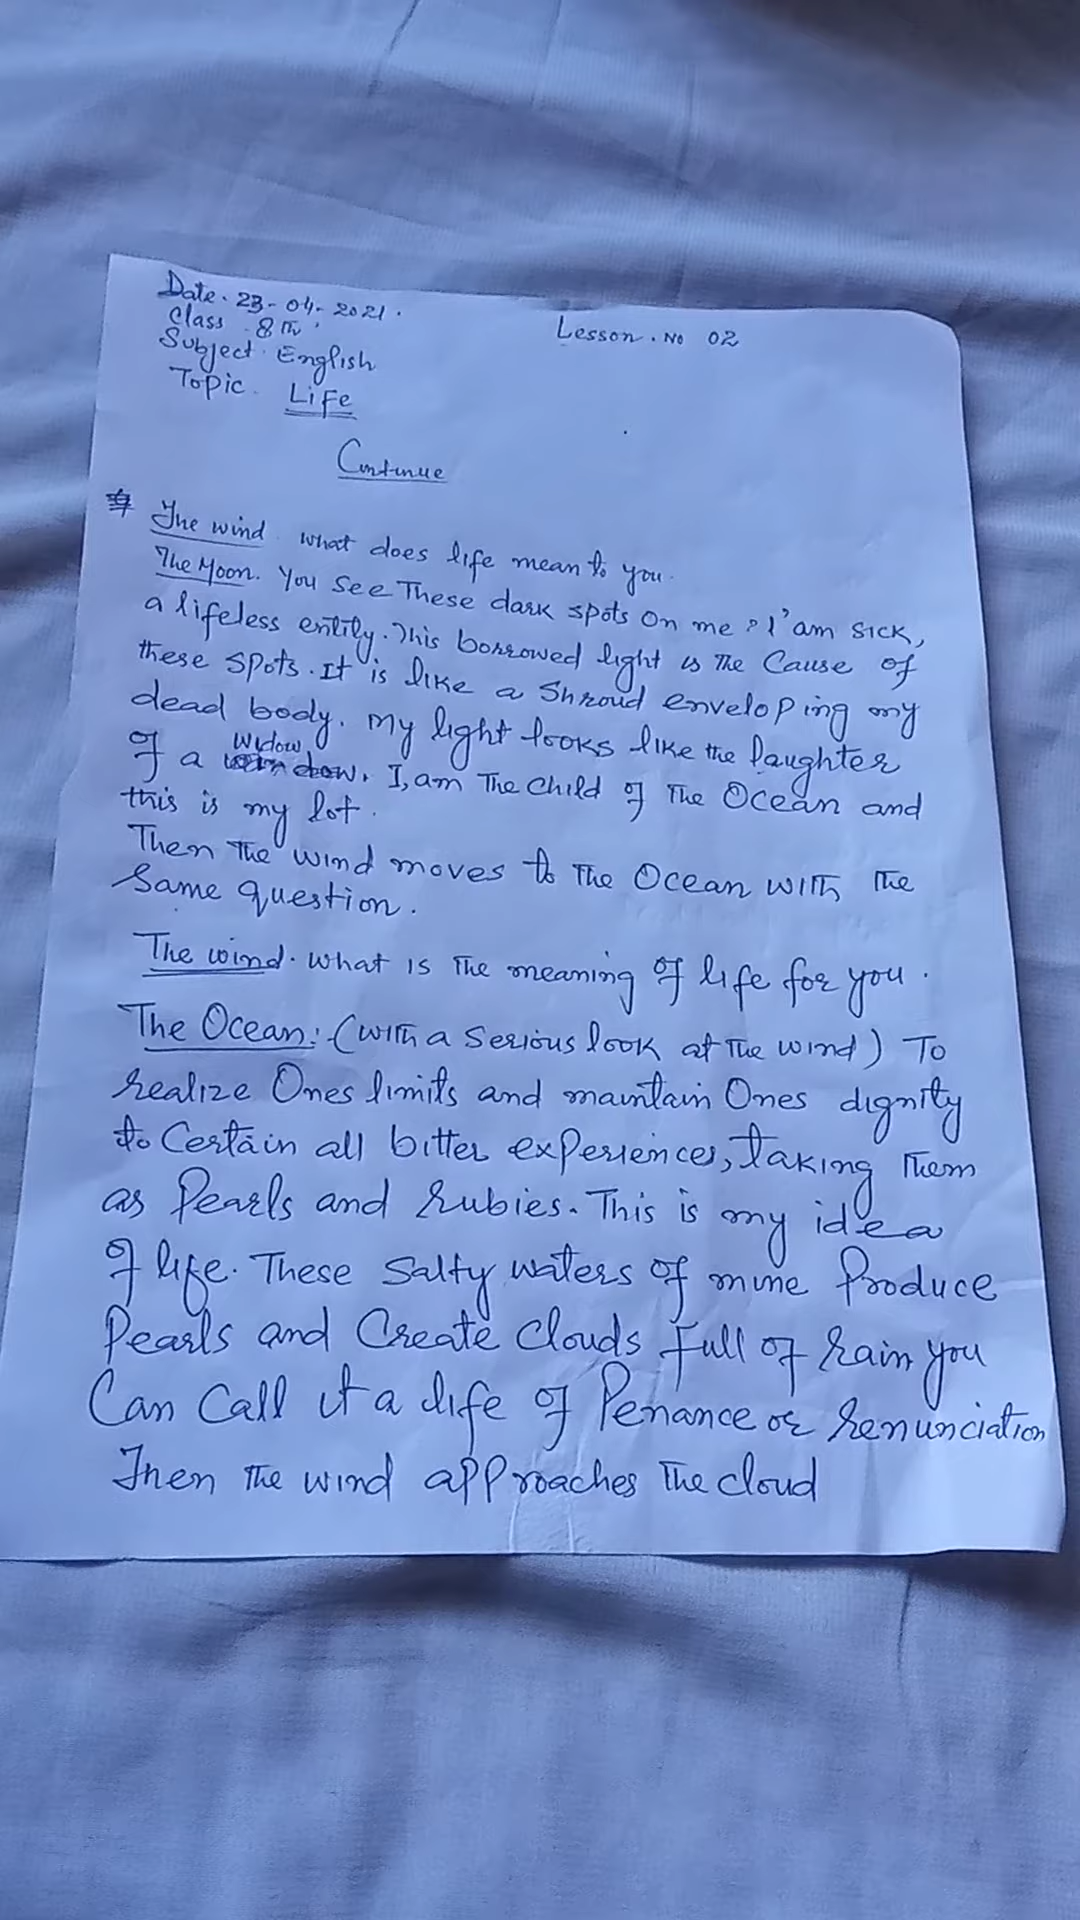 Date. 23-04-2021.
Class 8th
Lesson. No 02
Subject. English
Topic. Life
Continue
The wind. what does life mean to you.
The Moon. You see These dark spots on me I'am sick,
a lifeless entity. This borrowed light is The Cause of
these spots. It is like a Shroud enveloping my
dead body. My light looks like the laughter
of a widow. I, am The Child of The Ocean and
this is my lot.
Then The wind moves to The Ocean with The
Same question.
The wind. what is The meaning of life for you.
The Ocean: (with a serious look at The wind) To
realize Ones limits and maintain Ones dignity
to Certain all bitter experiences, taking Them
as Pearls and rubies. This is my idea
of life. These salty waters of mine Produce
Pearls and Create Clouds full of rain you
Can Call it a life of Penance or renunciation
Then The wind approaches The cloud